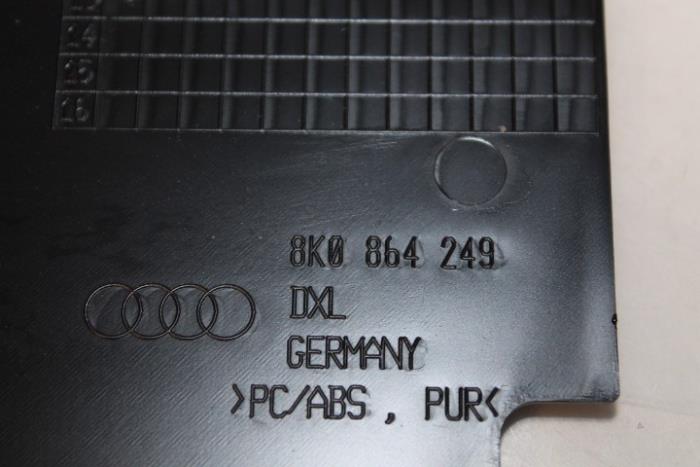 14
15
16
8K0 864 249
DXL
GERMANY
>PC/ABS , PUR<